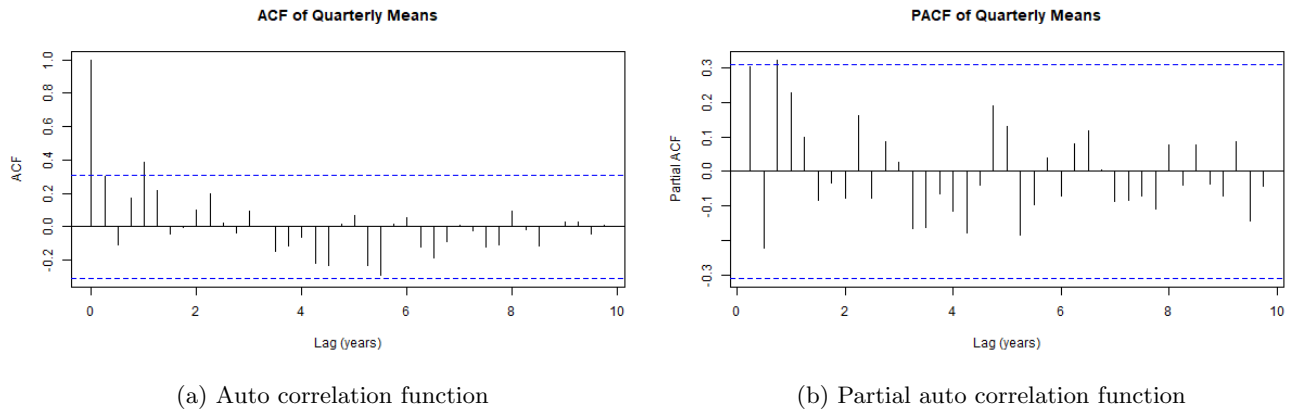 ACF of Quarterly Means
ACF
1.0
0.8
0.6
0.4
0.2
0.0
-0.2
0 2 4 6 8 10
Lag (years)
(a) Auto correlation function
PACF of Quarterly Means
Partial ACF
0.3
0.2
0.1
0.0
-0.1
-0.3
0 2 4 6 8 10
Lag (years)
(b) Partial auto correlation function